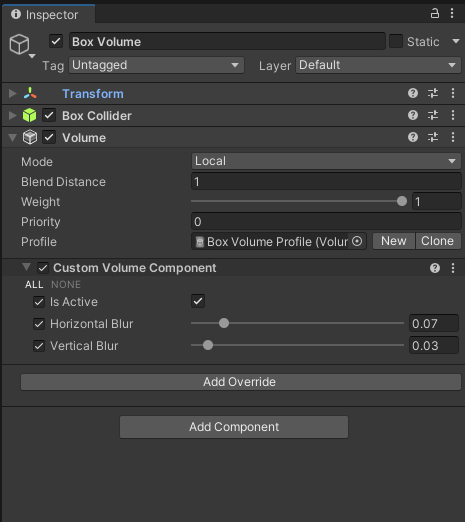 Inspector
Box Volume Static
Tag Untagged Layer Default
Transform
Box Collider
Volume
Mode Local
Blend Distance 1
Weight 1
Priority 0
Profile Box Volume Profile (Volur New Clone
Custom Volume Component
ALL NONE
Is Active
Horizontal Blur 0.07
Vertical Blur 0.03
Add Override
Add Component